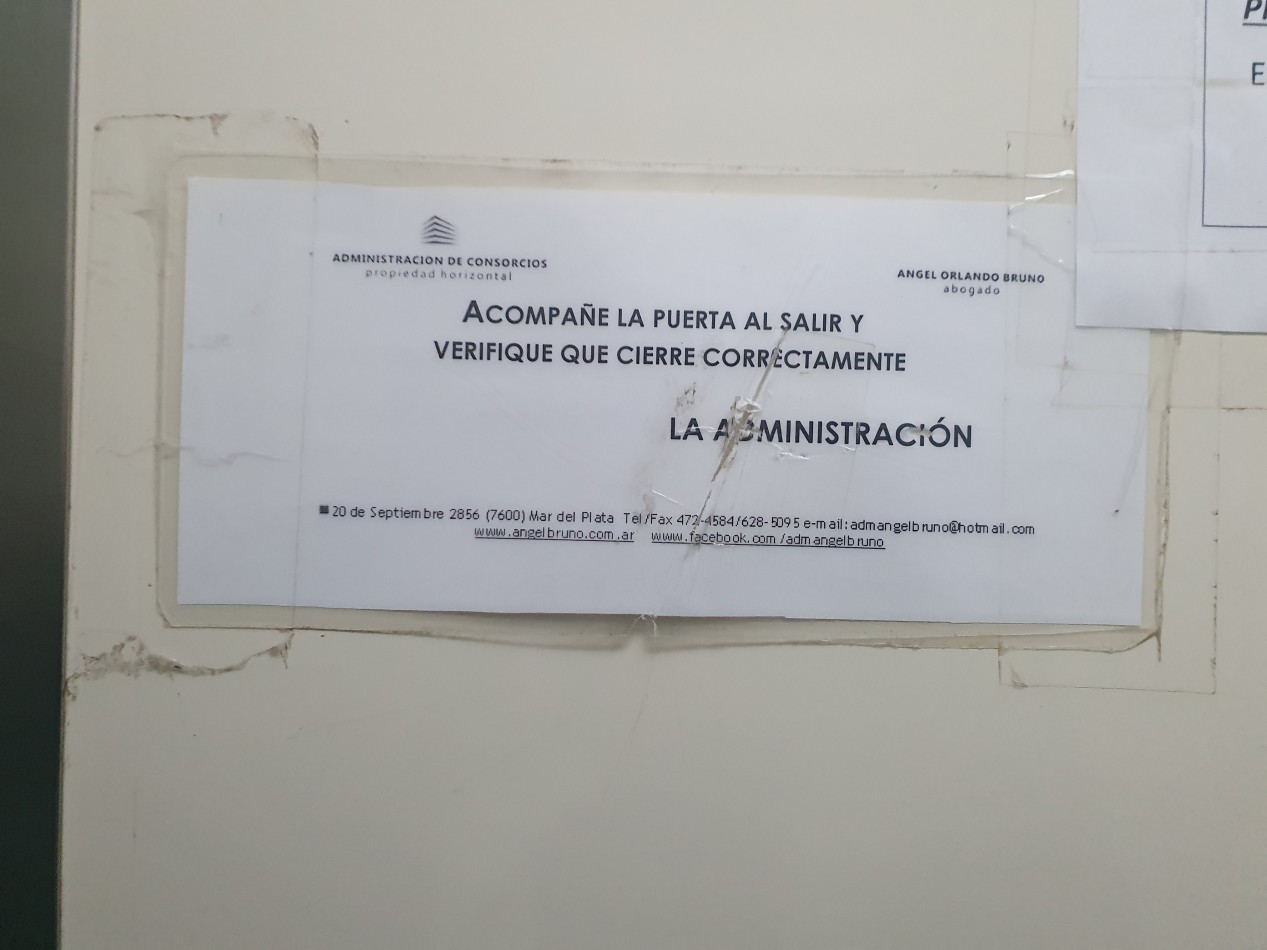 ADMINISTRACION DE CONSORCIOS
propiedad horizontal
ANGEL ORLANDO BRUNO
abogado
ACOMPAÑE LA PUERTA AL SALIR Y
VERIFIQUE QUE CIERRE CORRECTAMENTE
LA ADMINISTRACIÓN
20 de Septiembre 2856 (7600) Mar del Plata Tel/Fax 472-4584/628-5095 e-mail:admangelbruno@hotmail.com
www.angelbruno.com.ar www.facebook.com/admangelbruno